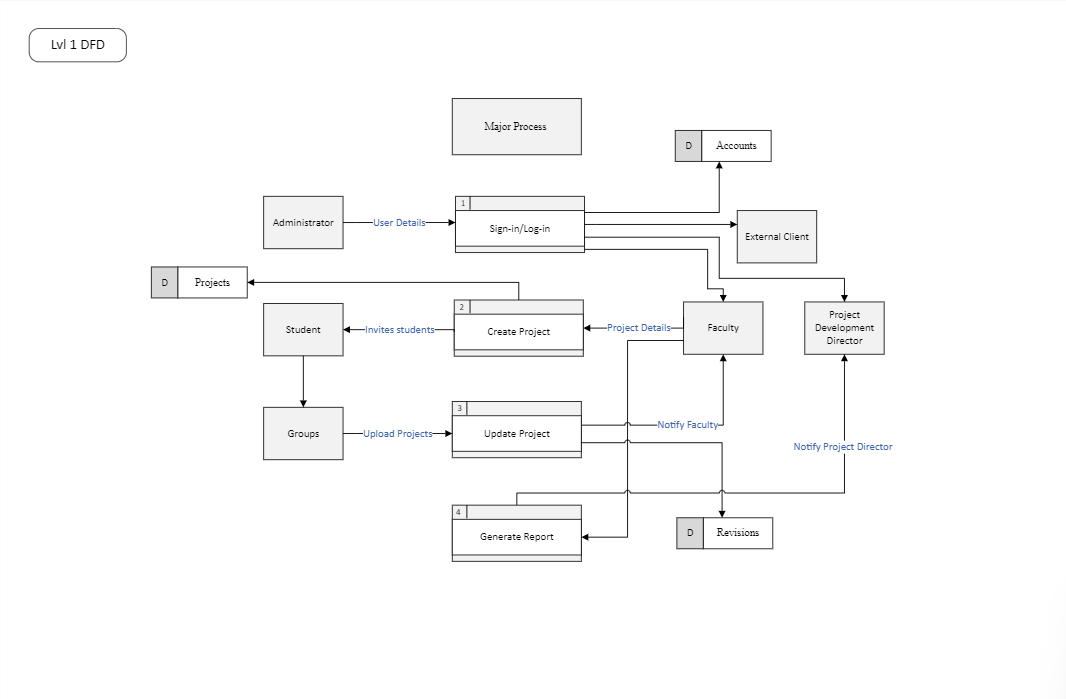 Lvl 1 DFD
Major Process
D
Accounts
Administrator
User Details
1
Sign-in/Log-in
External Client
D
Projects
2
Create Project
Student
Invites students
Project Details
Faculty
Project
Development
Director
Groups
Upload Projects
3
Update Project
Notify Faculty
Notify Project Director
4
Generate Report
D
Revisions